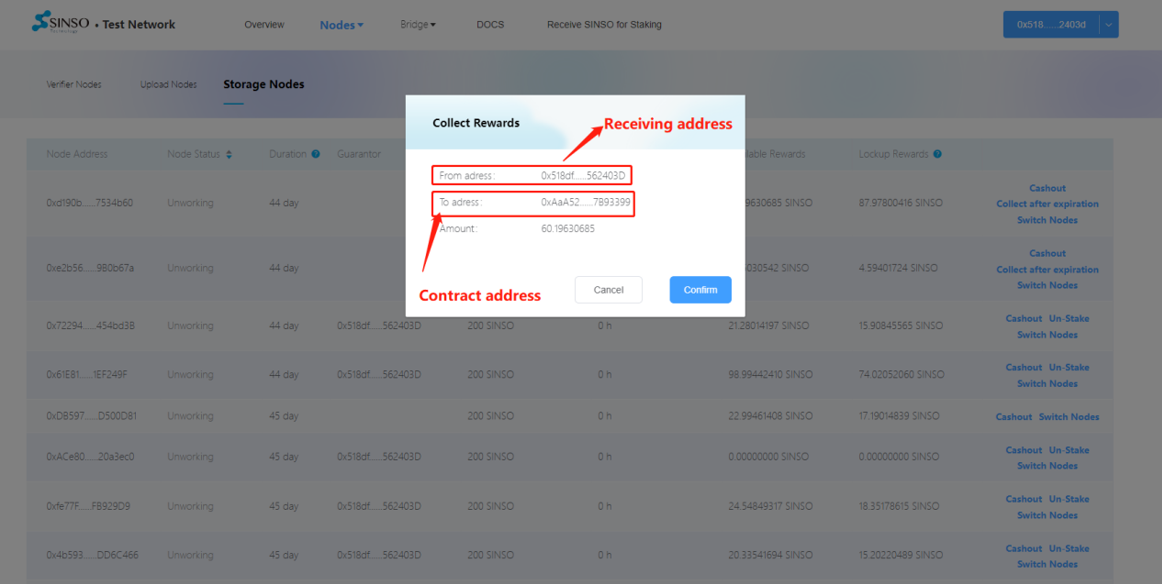 SINSO • Test Network
Overview
Nodes
Bridge
DOCS
Receive SINSO for Staking
0x518......2403d
Verifier Nodes
Upload Nodes
Storage Nodes
Collect Rewards
Receiving address
From adress:
0x518df......562403D
To adress:
0xAaA52......7B93399
Amount:
60.19630685
Contract address
Cancel
Confirm
Node Address
Node Status
Duration
Guarantor
Rewards
Lockup Rewards
0xd190b......7534b60
Unworking
44 day
9630685 SINSO
87.97800416 SINSO
Cashout
Collect after expiration
Switch Nodes
0xe2b56......9B0b67a
Unworking
44 day
030542 SINSO
4.59401724 SINSO
Cashout
Collect after expiration
Switch Nodes
0x72294......454bd3B
Unworking
44 day
0x518df......562403D
200 SINSO
0 h
21.28014197 SINSO
15.90845565 SINSO
Cashout Un-Stake
Switch Nodes
0x61E81......1EF249F
Unworking
44 day
0x518df......562403D
200 SINSO
0 h
98.99442410 SINSO
74.02052060 SINSO
Cashout Un-Stake
Switch Nodes
0xDB597......D500D81
Unworking
45 day
200 SINSO
0 h
22.99461408 SINSO
17.19014839 SINSO
Cashout Switch Nodes
0xACe80......20a3ec0
Unworking
45 day
0x518df......562403D
200 SINSO
0 h
0.00000000 SINSO
0.00000000 SINSO
Cashout Un-Stake
Switch Nodes
0xfe77F......FB929D9
Unworking
45 day
0x518df......562403D
200 SINSO
0 h
24.54849317 SINSO
18.35178615 SINSO
Cashout Un-Stake
Switch Nodes
0x4b593......DD6C466
Unworking
45 day
0x518df......562403D
200 SINSO
0 h
20.33541694 SINSO
15.20220489 SINSO
Cashout Un-Stake
Switch Nodes